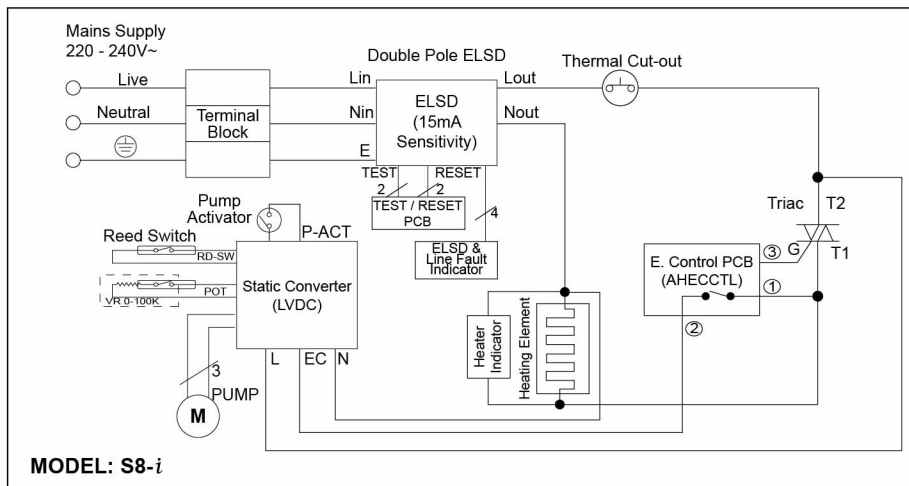 Mains Supply
220 - 240V~
Live
Neutral
Terminal
Block
Double Pole ELSD
Lin
Nin
E
ELSD
(15mA
Sensitivity)
Lout
Nout
Thermal Cut-out
TEST
RESET
2
2
TEST / RESET
PCB
4
ELSD &
Line Fault
Indicator
Pump
Activator
P-ACT
Reed Switch
RD-SW
POT
VR 0-100K
Static Converter
(LVDC)
L
EC
N
3
PUMP
M
Heater
Indicator
Heating Element
Triac
T2
G
T1
E. Control PCB
(AHECCTL)
③
①
②
MODEL: S8-i